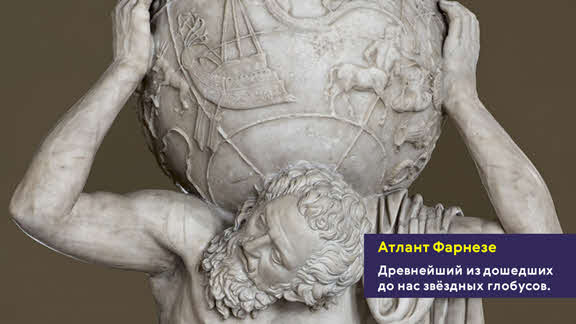 Атлант Фарнезе
Древнейший из дошедших
до нас звёздных глобусов.